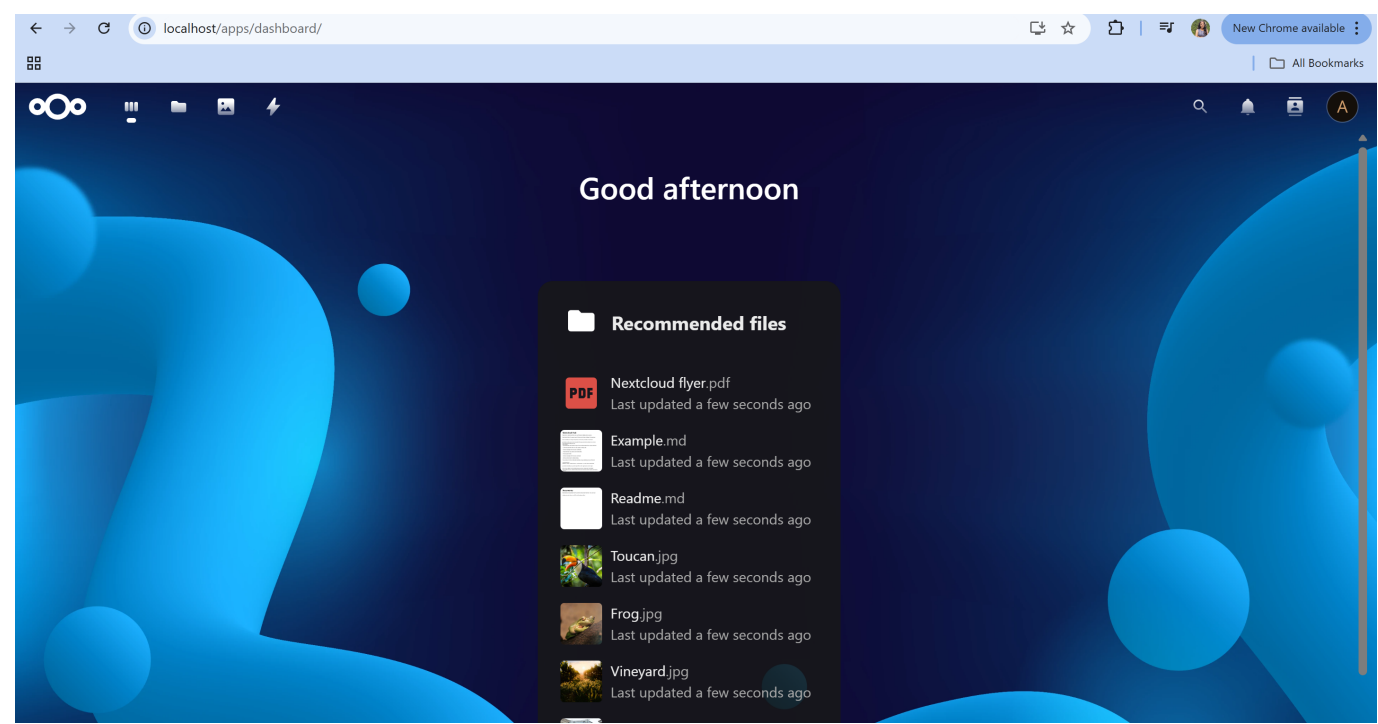 localhost/apps/dashboard/
New Chrome available
All Bookmarks
A
Good afternoon
Recommended files
PDF
Nextcloud flyer.pdf
Last updated a few seconds ago
Example.md
Last updated a few seconds ago
Readme.md
Last updated a few seconds ago
Toucan.jpg
Last updated a few seconds ago
Frog.jpg
Last updated a few seconds ago
Vineyard.jpg
Last updated a few seconds ago